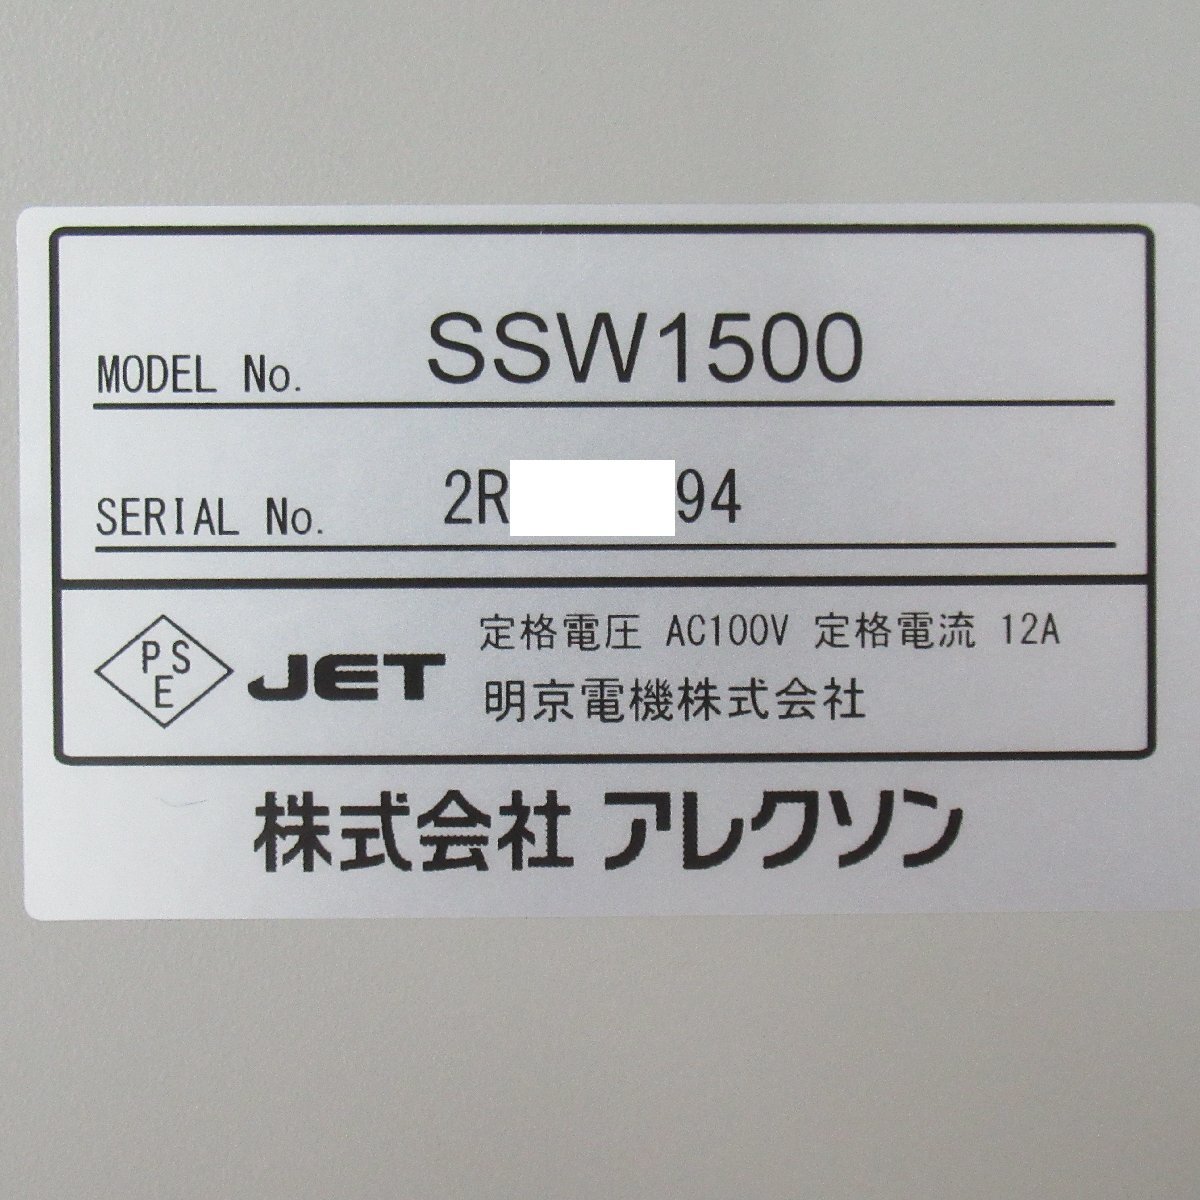 MODEL No. SSW1500
SERIAL No. 2R 94
PSE JET 定格電圧 AC100V 定格電流 12A
明京電機株式会社
株式会社 アレクソン